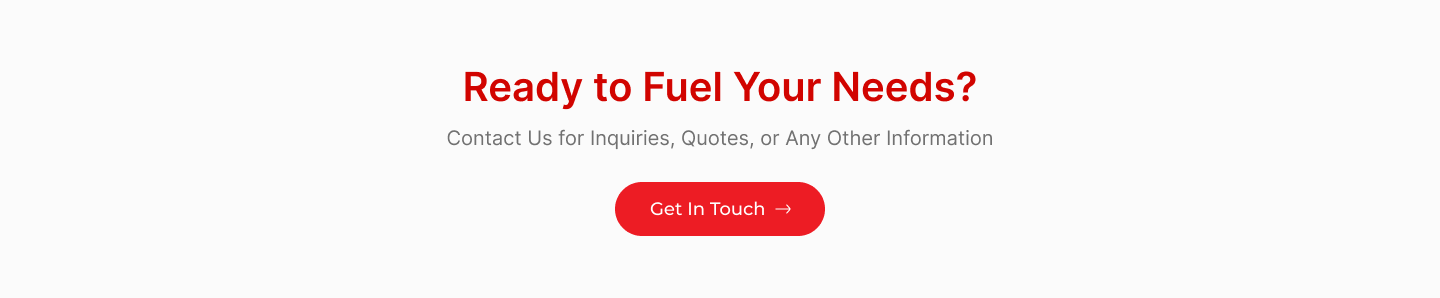 Ready to Fuel Your Needs?
Contact Us for Inquiries, Quotes, or Any Other Information
Get In Touch →